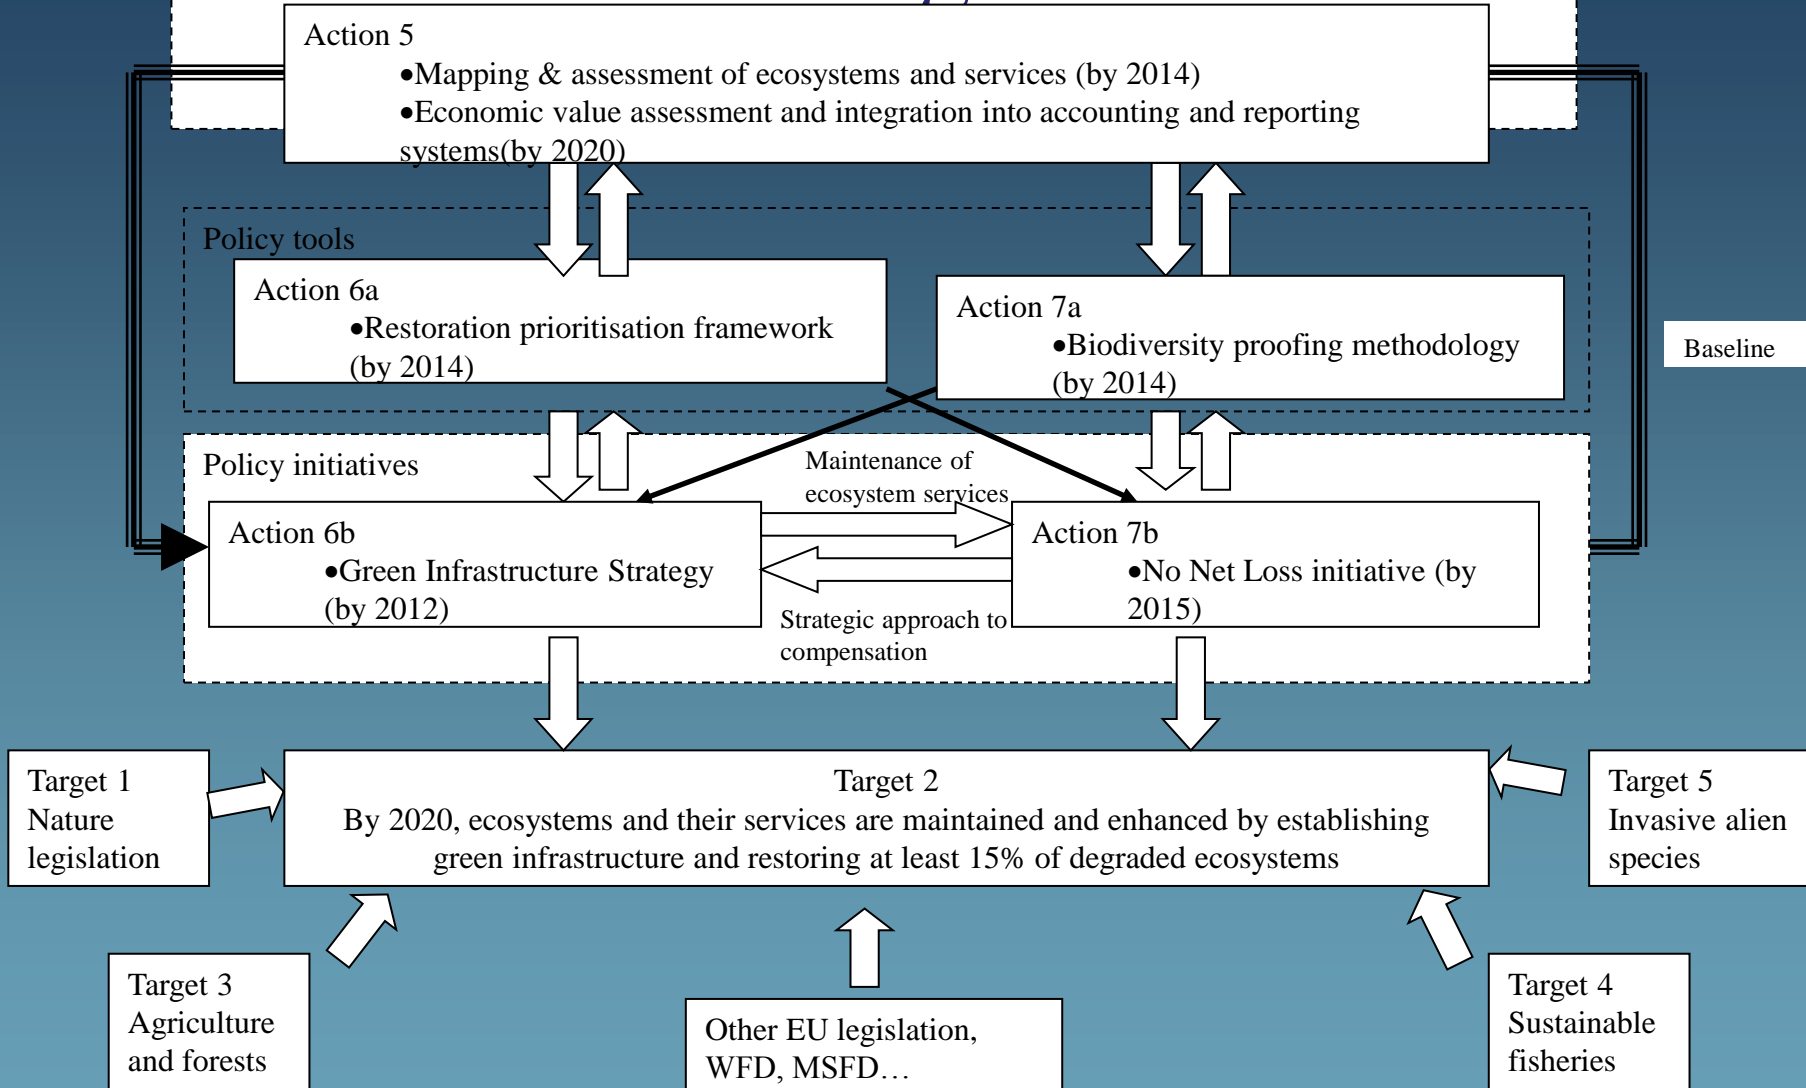 Action 5
•Mapping & assessment of ecosystems and services (by 2014)
•Economic value assessment and integration into accounting and reporting
systems(by 2020)
Policy tools
Action 6a
•Restoration prioritisation framework
(by 2014)
Action 7a
•Biodiversity proofing methodology
(by 2014)
Baseline
Policy initiatives
Maintenance of
ecosystem services
Action 6b
•Green Infrastructure Strategy
(by 2012)
Action 7b
•No Net Loss initiative (by
2015)
Strategic approach to
compensation
Target 1
Nature
legislation
Target 2
By 2020, ecosystems and their services are maintained and enhanced by establishing
green infrastructure and restoring at least 15% of degraded ecosystems
Target 5
Invasive alien
species
Target 3
Agriculture
and forests
Other EU legislation,
WFD, MSFD…
Target 4
Sustainable
fisheries